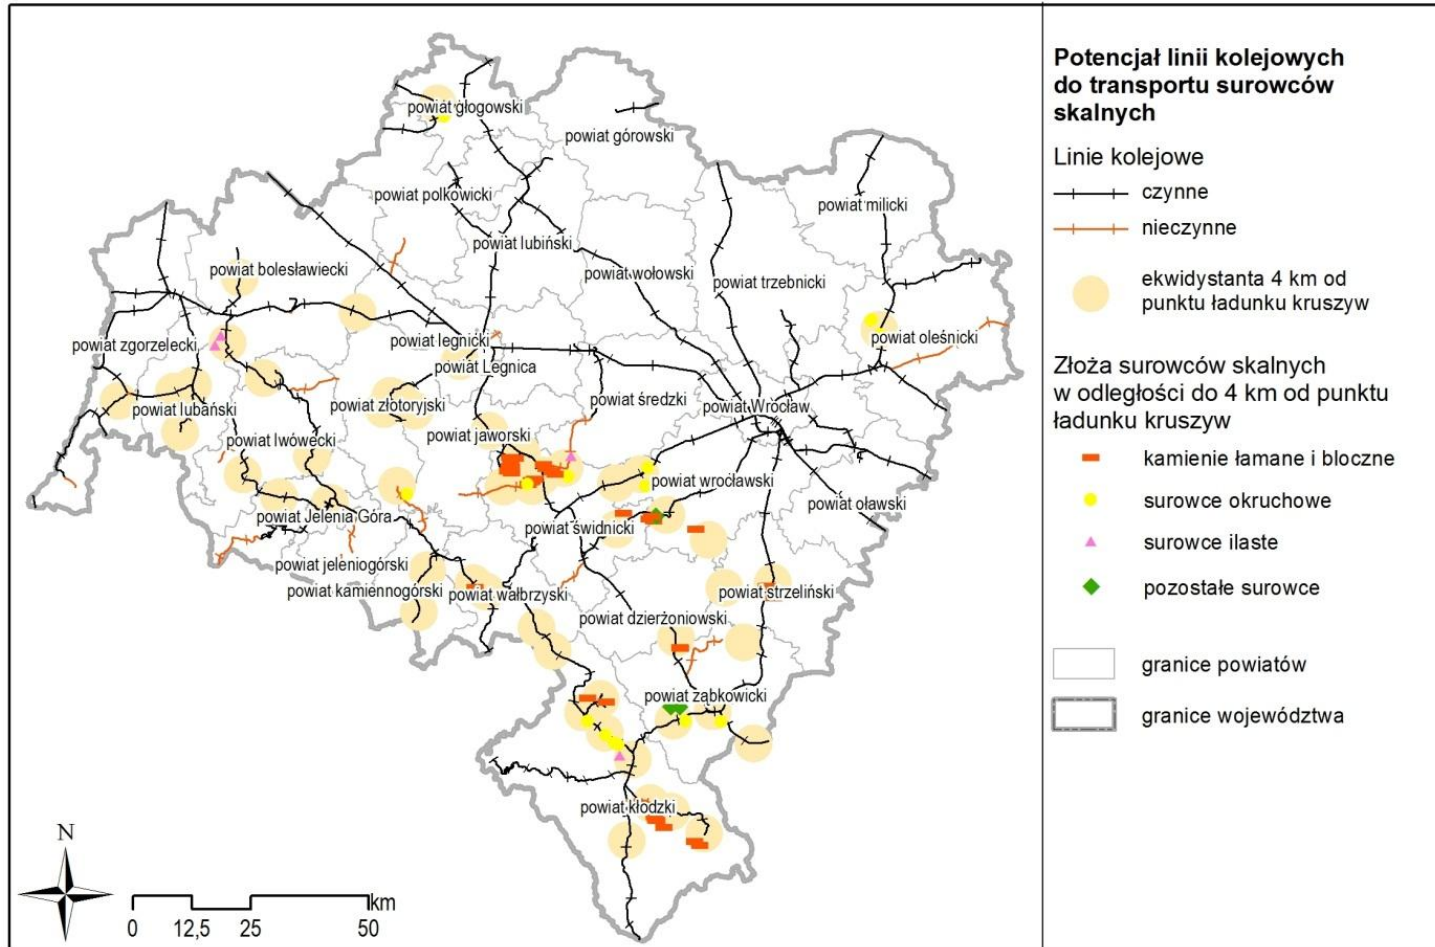 Potencjał linii kolejowych
do transportu surowców
skalnych
Linie kolejowe
czynne
nieczynne
ekwidystanta 4 km od
punktu ładunku kruszyw
Złoża surowców skalnych
w odległości do 4 km od punktu
ładunku kruszyw
kamienie łamane i bloczne
surowce okruchowe
surowce ilaste
pozostałe surowce
granice powiatów
granice województwa
powiat głogowski
powiat górowski
powiat polkowicki
powiat milicki
powiat lubiński
powiat bolesławiecki
powiat wołowski
powiat trzebnicki
powiat zgorzelecki
powiat legnicki
powiat oleśnicki
powiat Legnica
powiat lubański
powiat złotoryjski
powiat średzki
powiat Wrocław
powiat lwówecki
powiat jaworski
powiat wrocławski
powiat oławski
powiat Jelenia Góra
powiat świdnicki
powiat jeleniogórski
powiat kamiennogórski
powiat wałbrzyski
powiat strzeliński
powiat dzierżoniowski
powiat ząbkowicki
powiat kłodzki
N
km
0 12,5 25 50